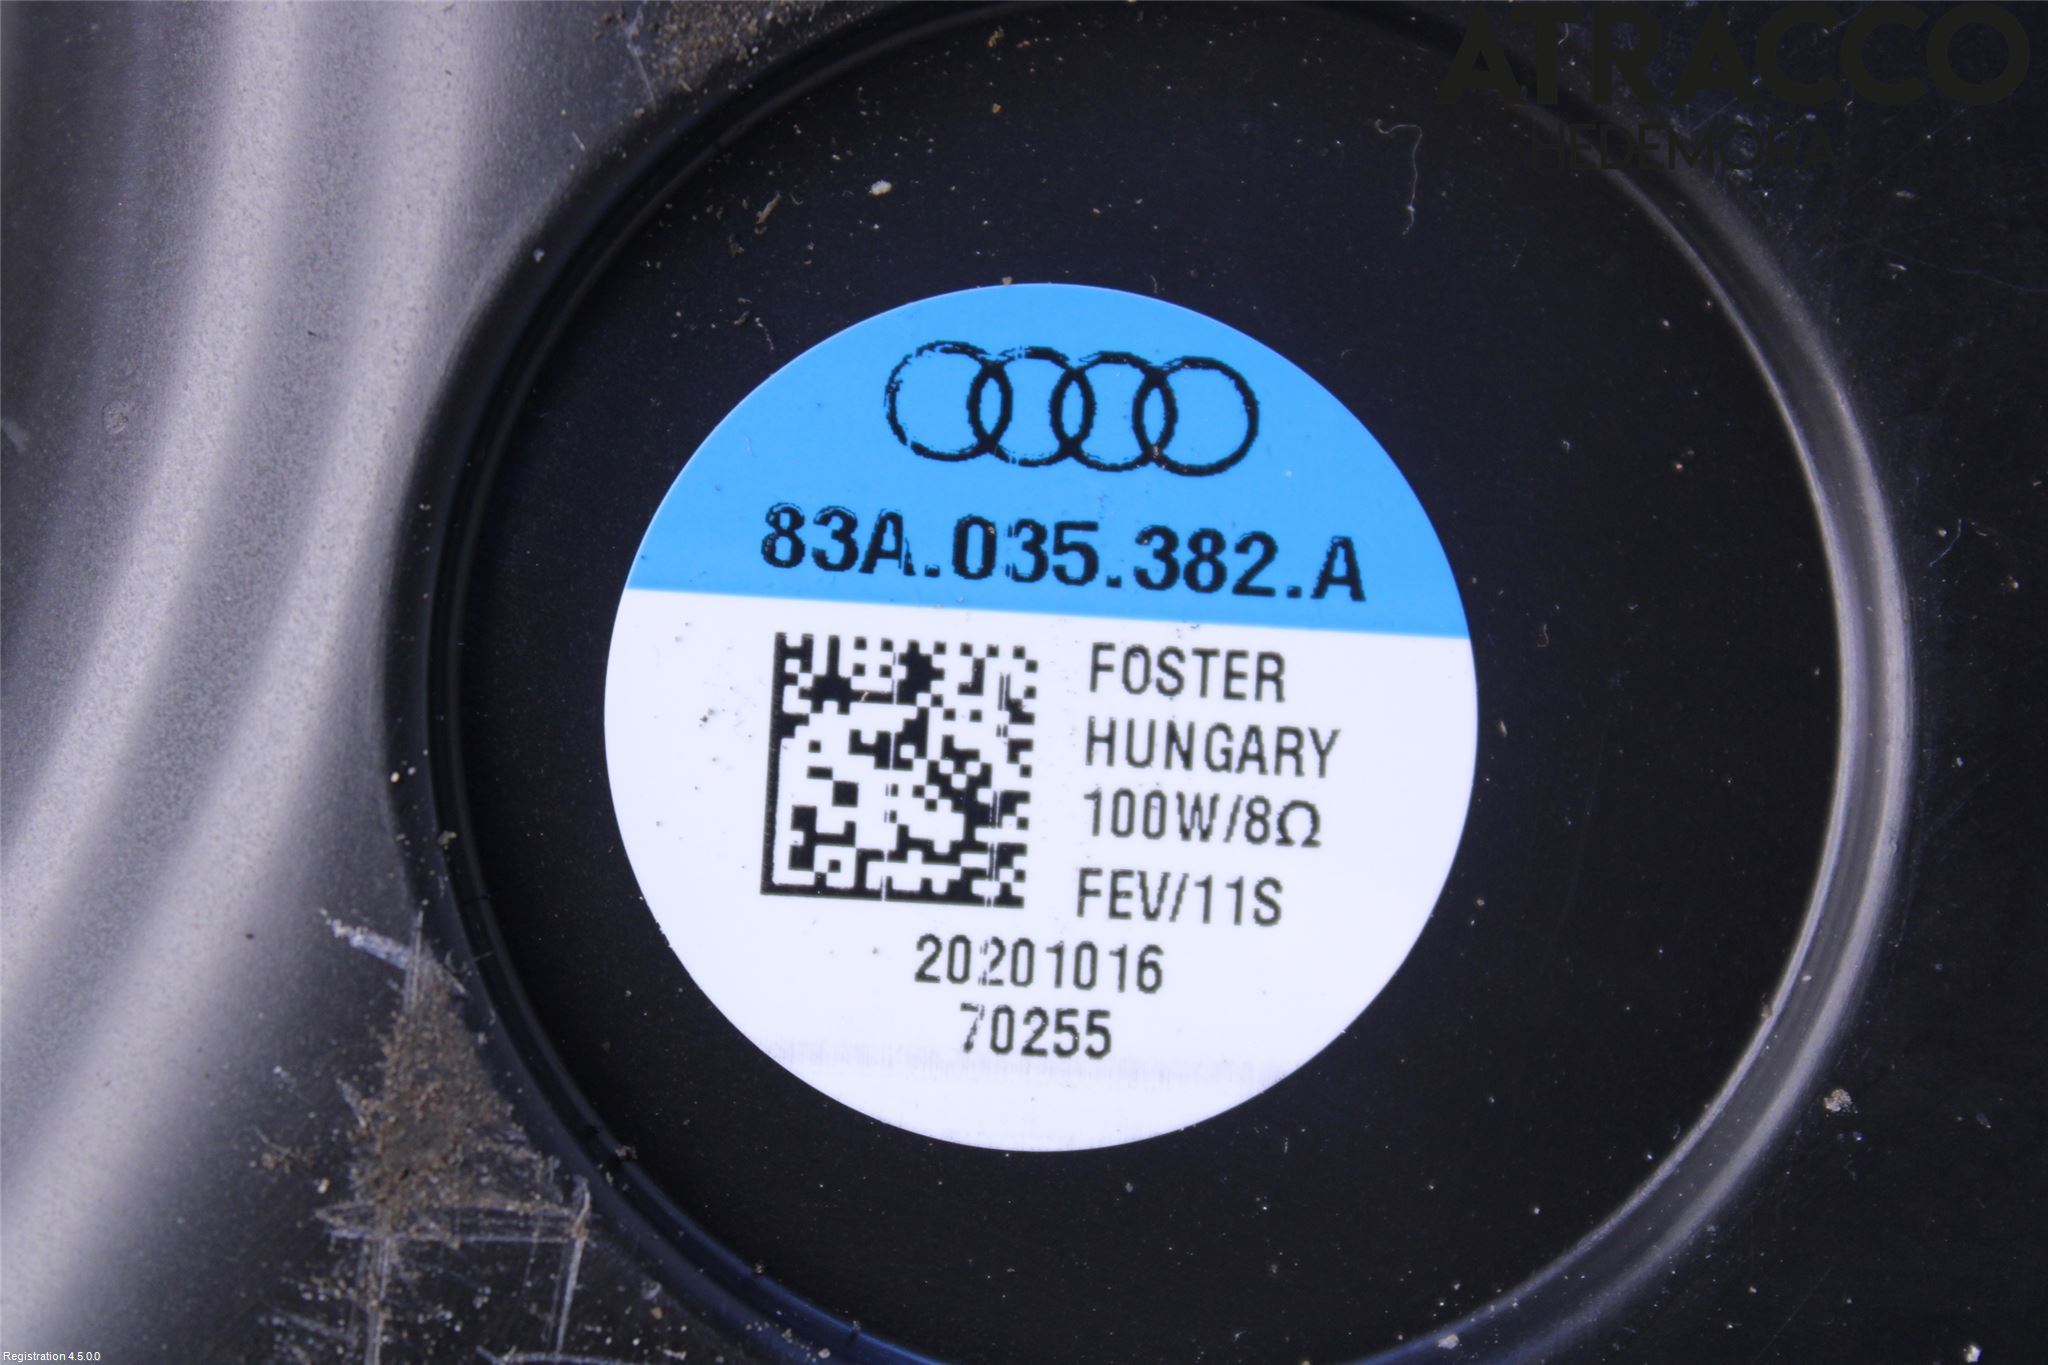 ATRACCO
HEDEMORA
83A.035.382.A
FOSTER
HUNGARY
100W/8Ω
FEV/11S
20201016
70255
Registration 4.5.0.0